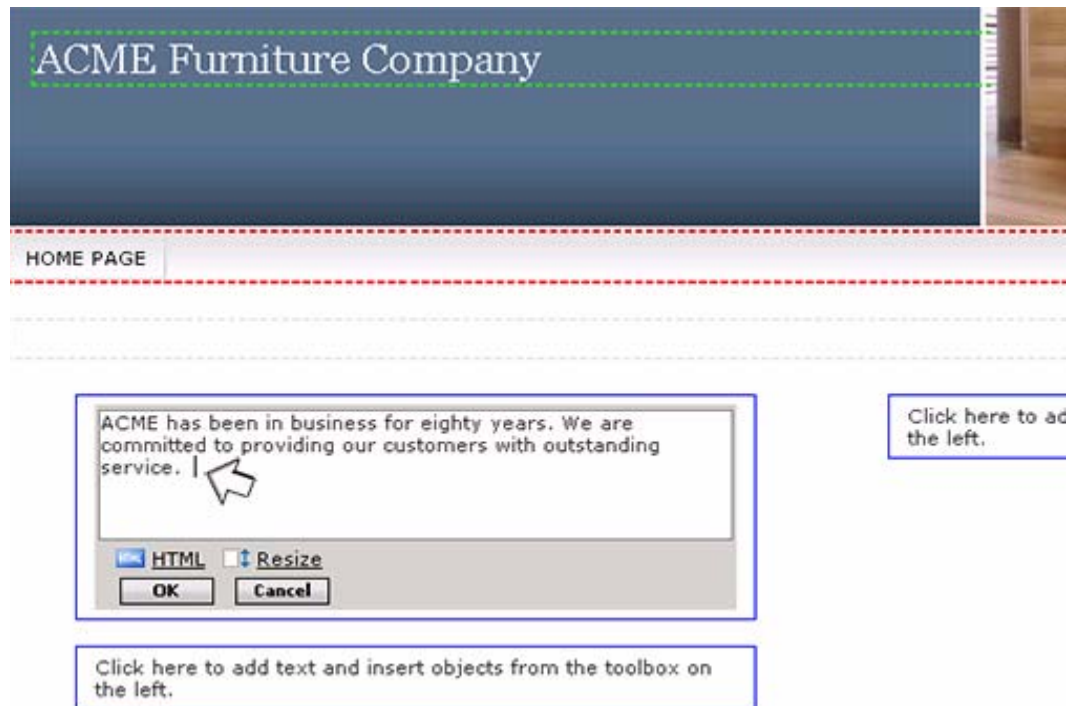 ACME Furniture Company
HOME PAGE
ACME has been in business for eighty years. We are
committed to providing our customers with outstanding
service.
HTML Resize
OK Cancel
Click here to add text and insert objects from the toolbox on
the left.
Click here to
the left.